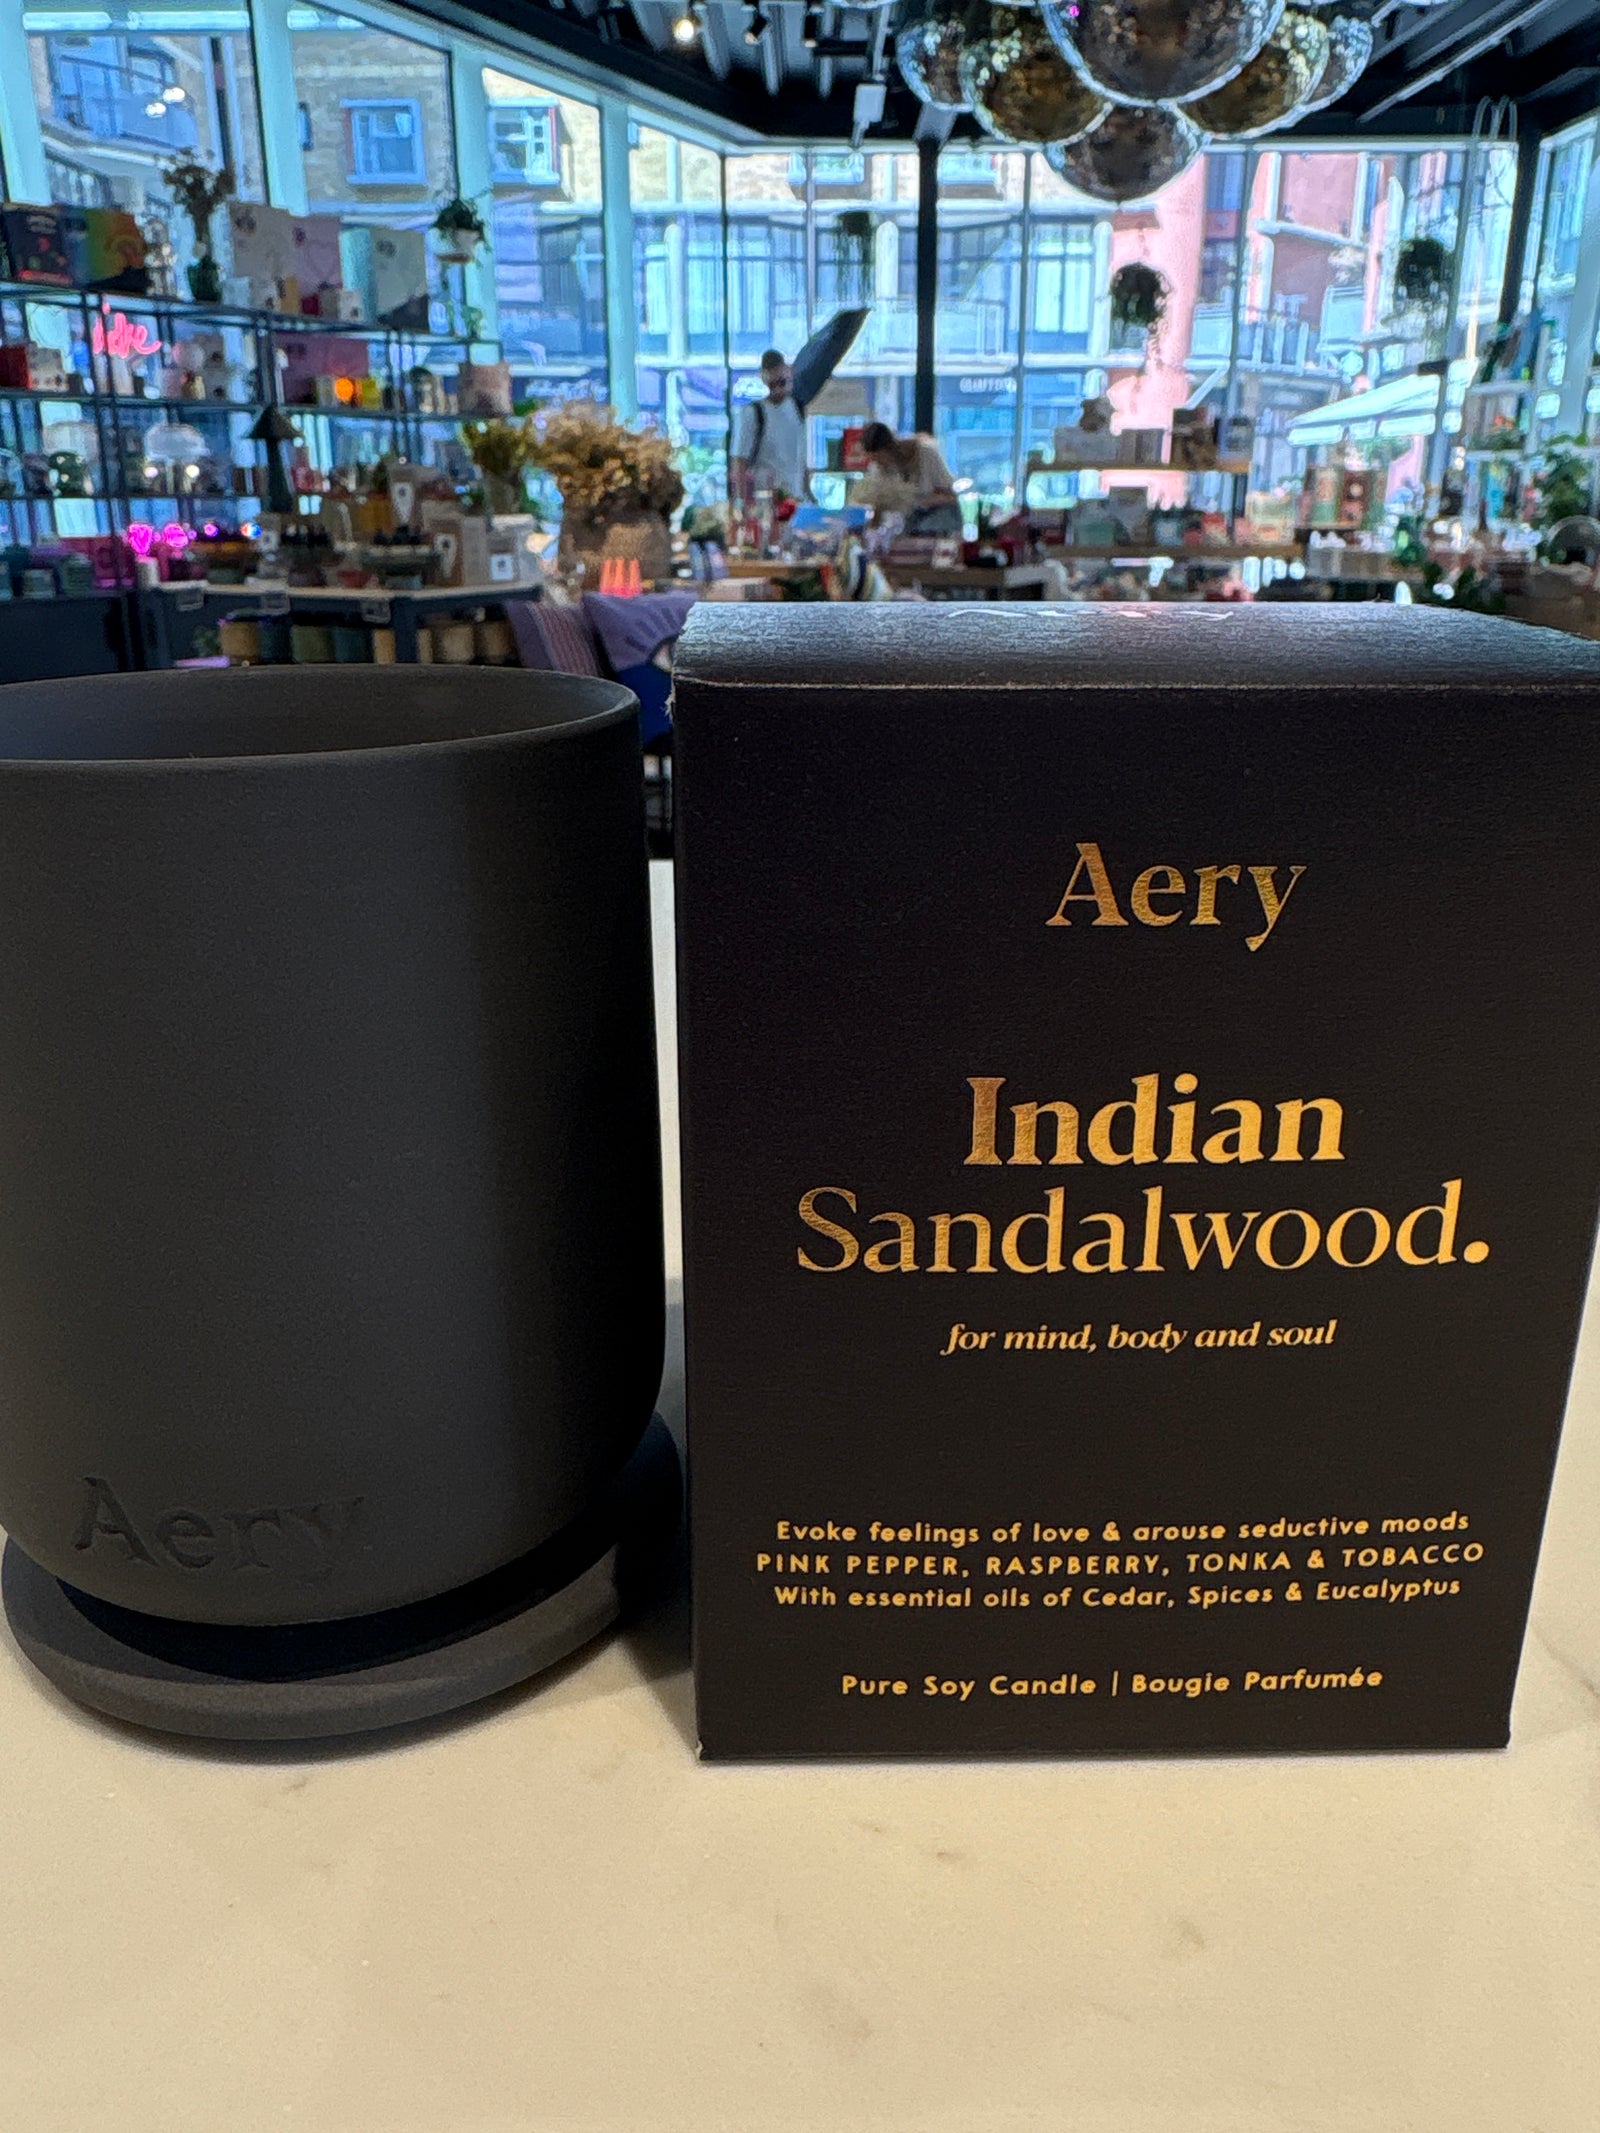 Aery
Indian
Sandalwood.
for mind, body and soul
Evoke feelings of love & arouse seductive moods
PINK PEPPER, RASPBERRY, TONKA & TOBACCO
With essential oils of Cedar, Spices & Eucalyptus
Pure Soy Candle | Bougie Parfumée
Aery